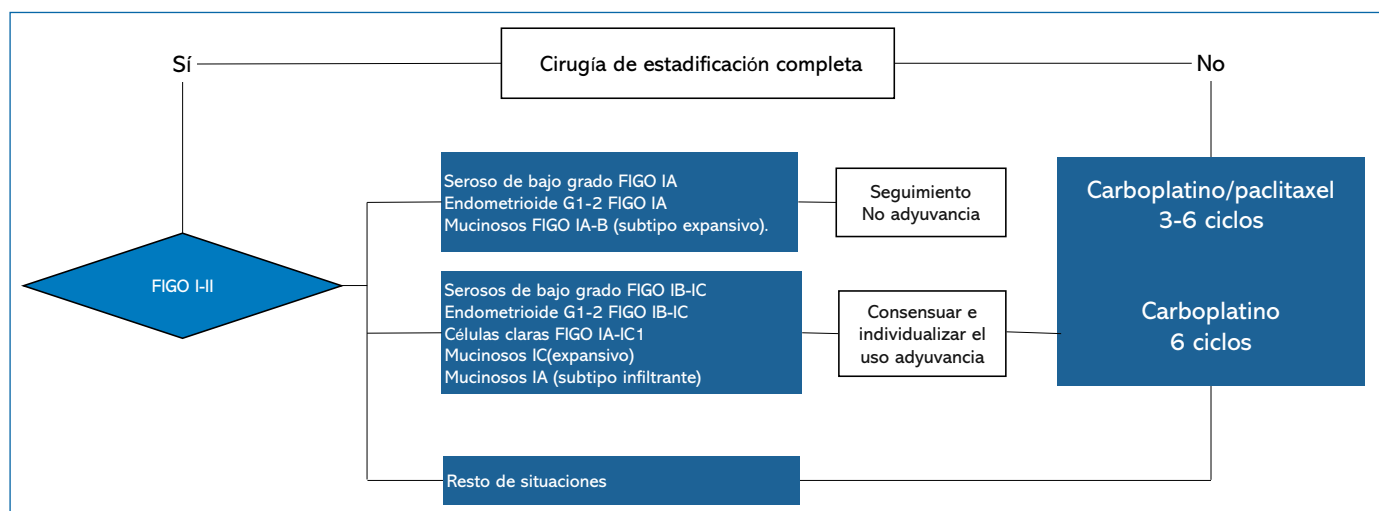 Cirugía de estadificación completa
Sí
No
Seroso de bajo grado FIGO IA
Endometrioide G1-2 FIGO IA
Mucinosos FIGO IA-B (subtipo expansivo).
Seguimiento
No adyuvancia
Carboplatino/paclitaxel
3-6 ciclos
Carboplatino
6 ciclos
FIGO I-II
Serosos de bajo grado FIGO IB-IC
Endometrioide G1-2 FIGO IB-IC
Células claras FIGO IA-IC1
Mucinosos IC(expansivo)
Mucinosos IA (subtipo infiltrante)
Consensuar e
individualizar el
uso adyuvancia
Resto de situaciones